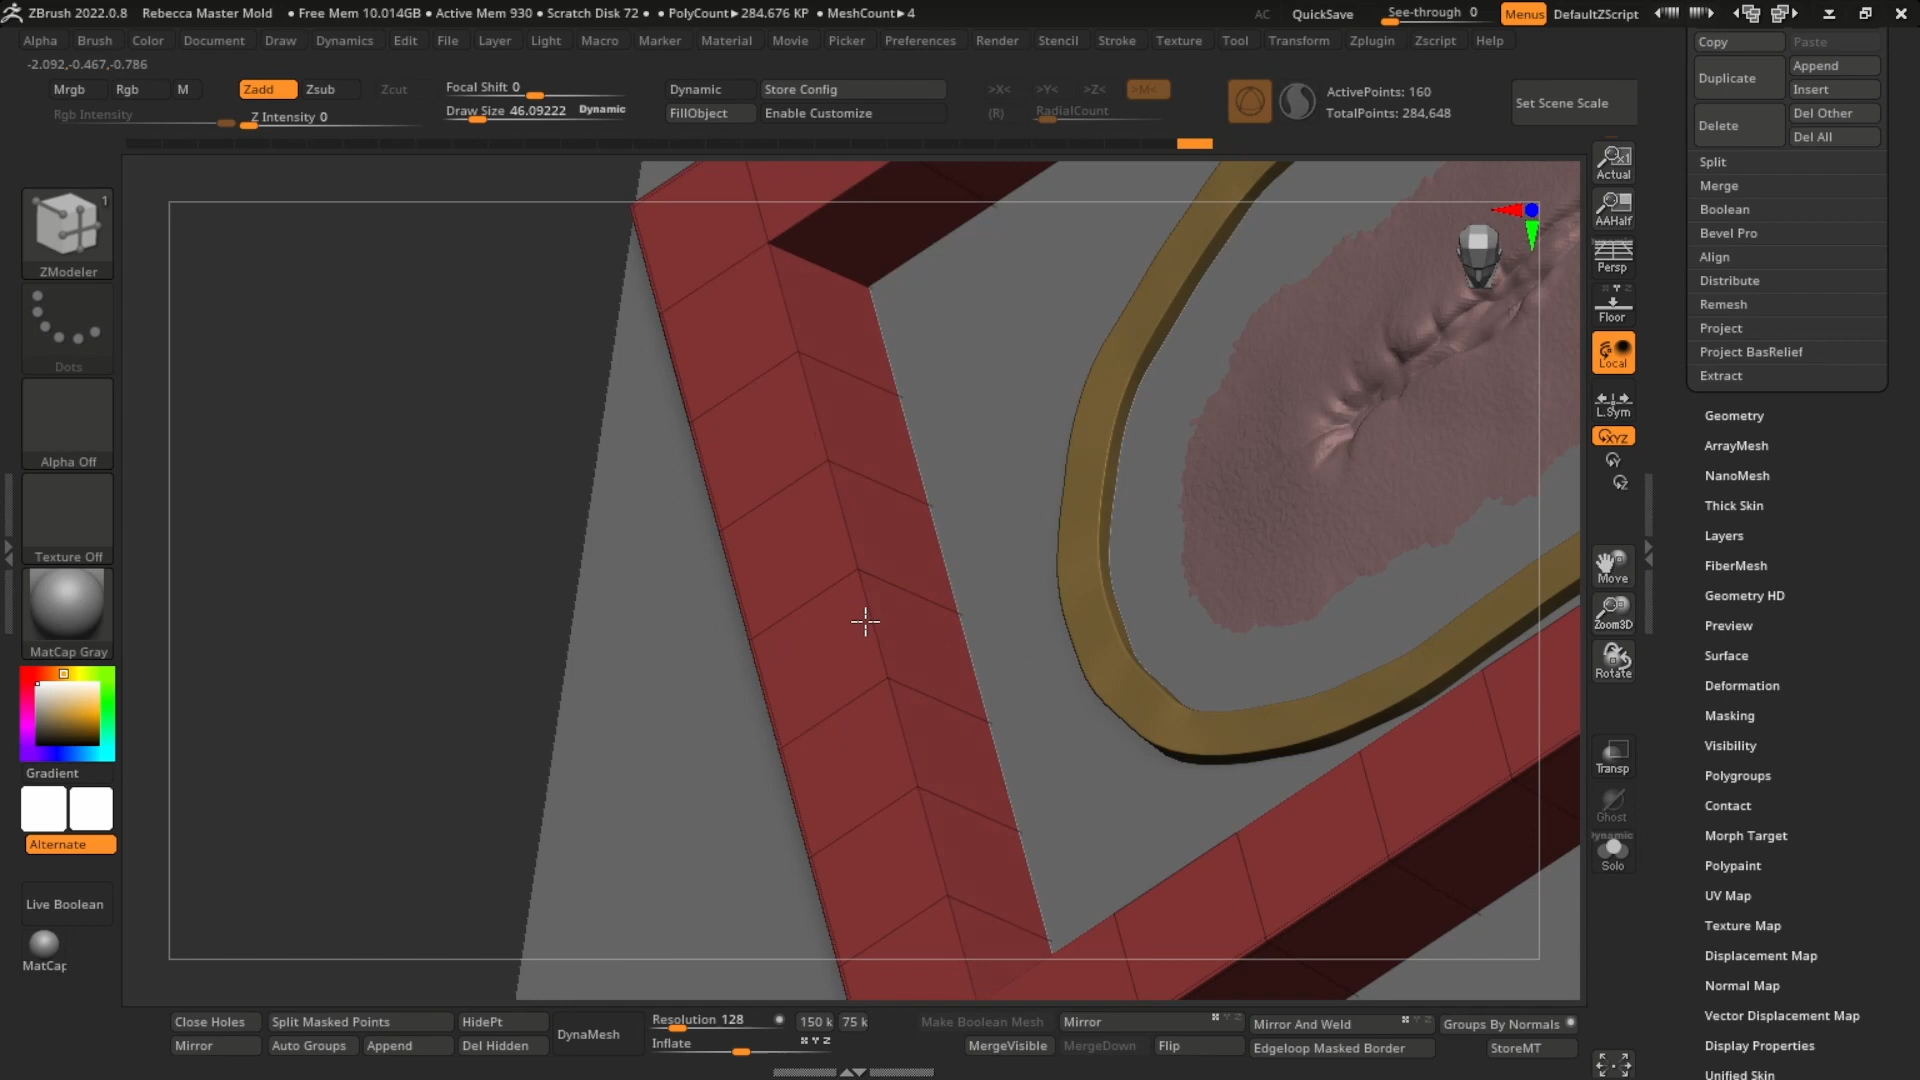 ZBrush 2022.0.8 Rebecca Master Mold • Free Mem 10.014GB • Active Mem 930 • Scratch Disk 72 • • PolyCount▶ 284.676 KP • MeshCount▶ 4 AC QuickSave See-through 0 Menus DefaultZScript
Alpha Brush Color Document Draw Dynamics Edit File Layer Light Macro Marker Material Movie Picker Preferences Render Stencil Stroke Texture Tool Transform Zplugin Zscript Help
-2.092,-0.467,-0.786
Mrgb Rgb M Zadd Zsub Zcut Focal Shift 0 Dynamic Store Config >X< >Y< >Z< >M< ActivePoints: 160
Rgb Intensity Z Intensity 0 Draw Size 46.09222 Dynamic FillObject Enable Customize (R) RadialCount TotalPoints: 284,648
Set Scene Scale
1
ZModeler
Dots
Alpha Off
Texture Off
MatCap Gray
Gradient
Alternate
Live Boolean
MatCap
Actual
AAHalf
Persp
Floor
Local
L.Sym
XYZ
Y
Z
Move
Zoom3D
Rotate
Transp
Ghost
Dynamic
Solo
Copy Paste
Duplicate Append
Insert
Delete Del Other
Del All
Split
Merge
Boolean
Bevel Pro
Align
Distribute
Remesh
Project
Project BasRelief
Extract
Geometry
ArrayMesh
NanoMesh
Thick Skin
Layers
FiberMesh
Geometry HD
Preview
Surface
Deformation
Masking
Visibility
Polygroups
Contact
Morph Target
Polypaint
UV Map
Texture Map
Displacement Map
Normal Map
Vector Displacement Map
Display Properties
Unified Skin
Close Holes Split Masked Points HidePt DynaMesh Resolution 128 150 k 75 k Make Boolean Mesh Mirror Mirror And Weld Groups By Normals
Mirror Auto Groups Append Del Hidden Inflate X Y Z MergeVisible MergeDown Flip Edgeloop Masked Border StoreMT